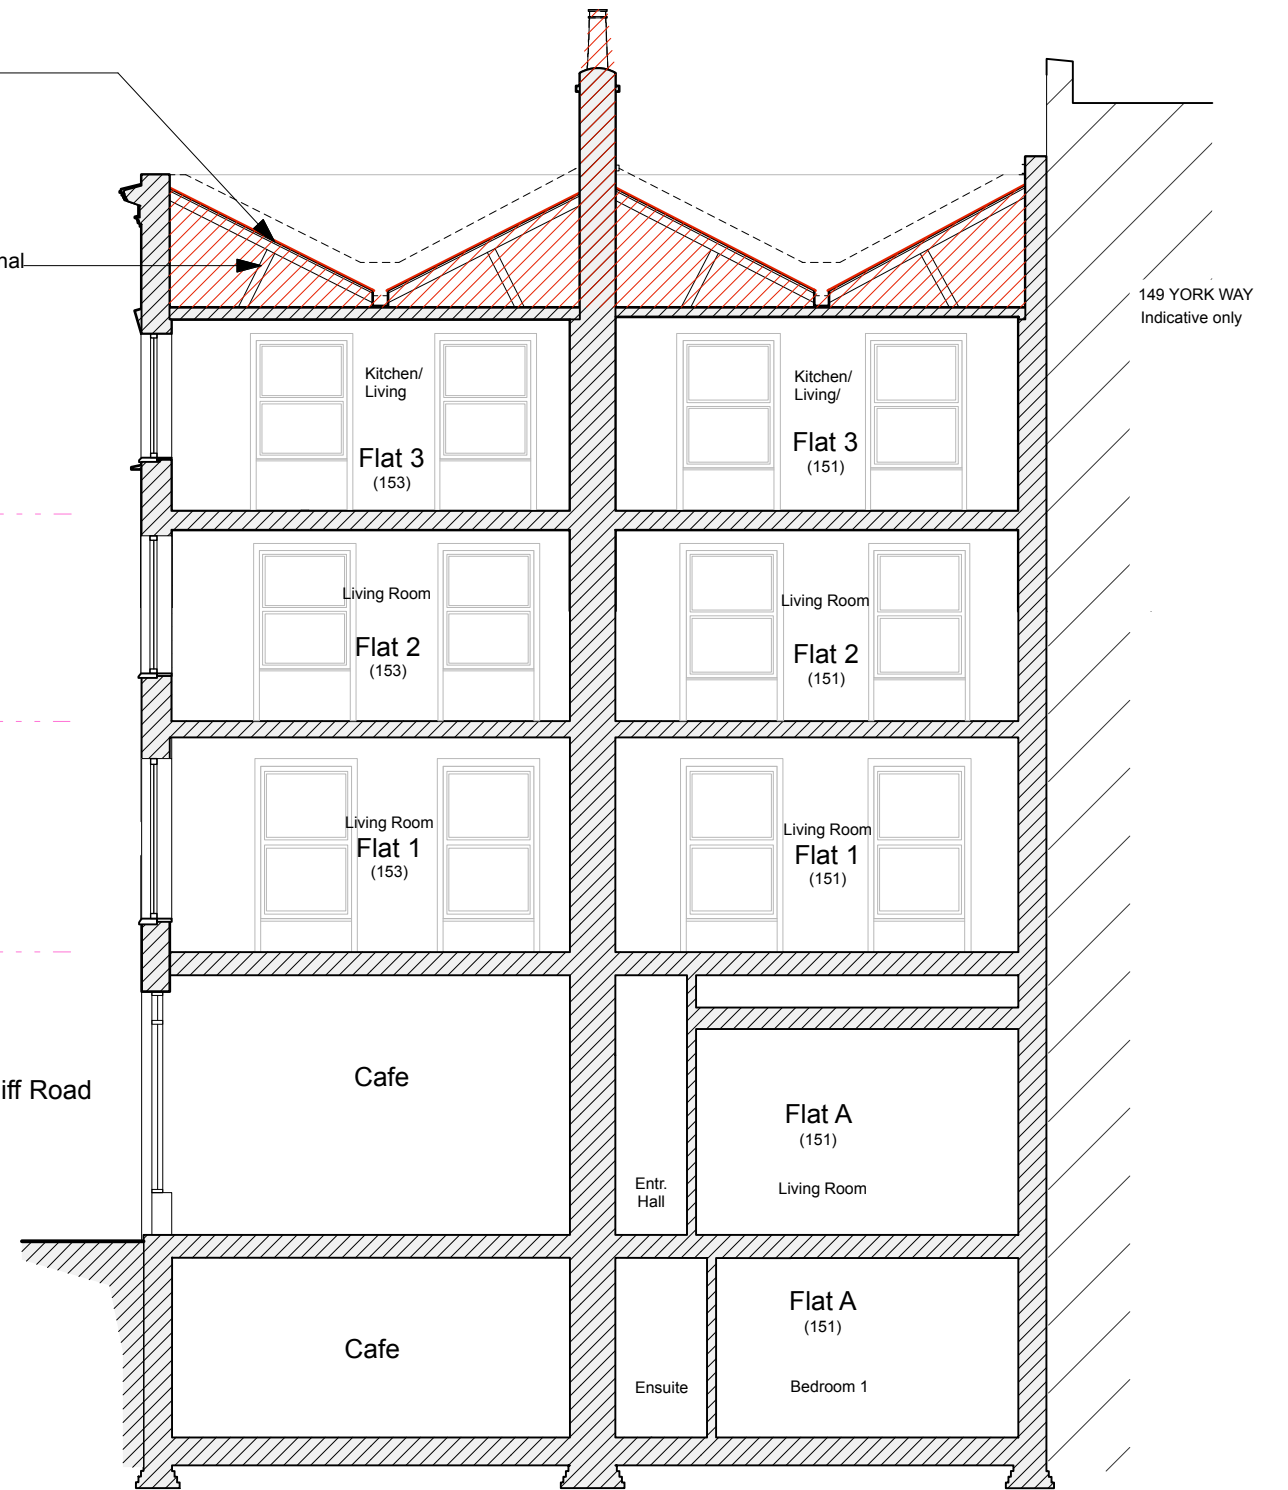 nal
149 YORK WAY
Indicative only
Kitchen/
Living
Flat 3
(153)
Kitchen/
Living/
Flat 3
(151)
Living Room
Flat 2
(153)
Living Room
Flat 2
(151)
Living Room
Flat 1
(153)
Living Room
Flat 1
(151)
Cafe
iff Road
Flat A
(151)
Living Room
Entr.
Hall
Cafe
Flat A
(151)
Ensuite
Bedroom 1